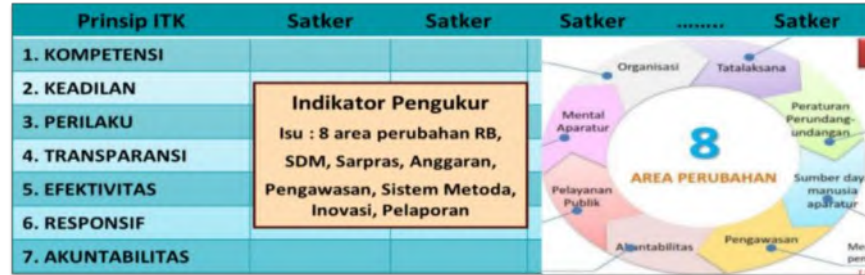 Prinsip ITK Satker Satker Satker ........ Satker
1. KOMPETENSI
2. KEADILAN
3. PERILAKU
4. TRANSPARANSI
5. EFEKTIVITAS
6. RESPONSIF
7. AKUNTABILITAS
Indikator Pengukur
Isu : 8 area perubahan RB,
SDM, Sarpras, Anggaran,
Pengawasan, Sistem Metoda,
Inovasi, Pelaporan
Organisasi
Tatalaksana
Peraturan
Perundang-
undangan
Sumber day
manusia
aparatur
Pengawasan
Akuntabilitas
Pelayanan
Publik
Mental
Aparatur
8
AREA PERUBAHAN